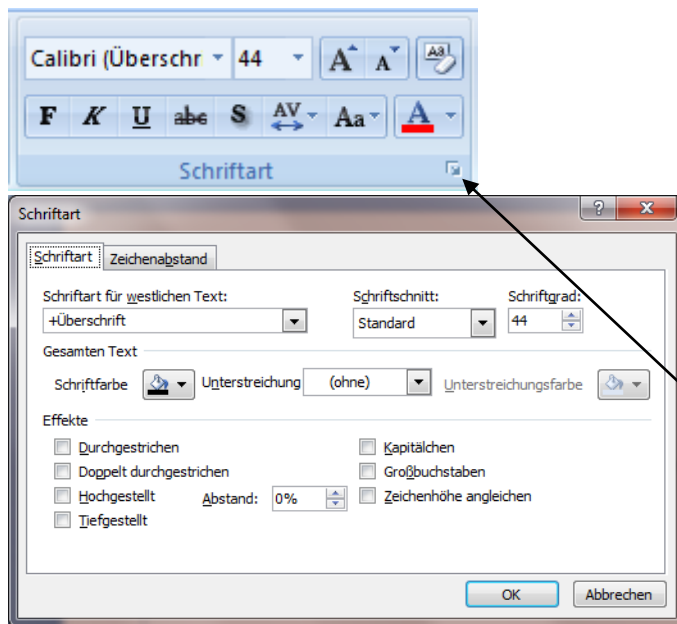 Calibri (Überschr 44 A A Aa
F K U abc S AV Aa A
Schriftart
Schriftart ?
Schriftart Zeichenabstand
Schriftart für westlichen Text: Schriftschnitt: Schriftgrad:
+Überschrift Standard 44
Gesamten Text
Schriftfarbe Unterstreichung (ohne) Unterstreichungsfarbe
Effekte
Durchgestrichen Kapitälchen
Doppelt durchgestrichen Großbuchstaben
Hochgestellt Abstand: 0% Zeichenhöhe angleichen
Tiefgestellt
OK Abbrechen